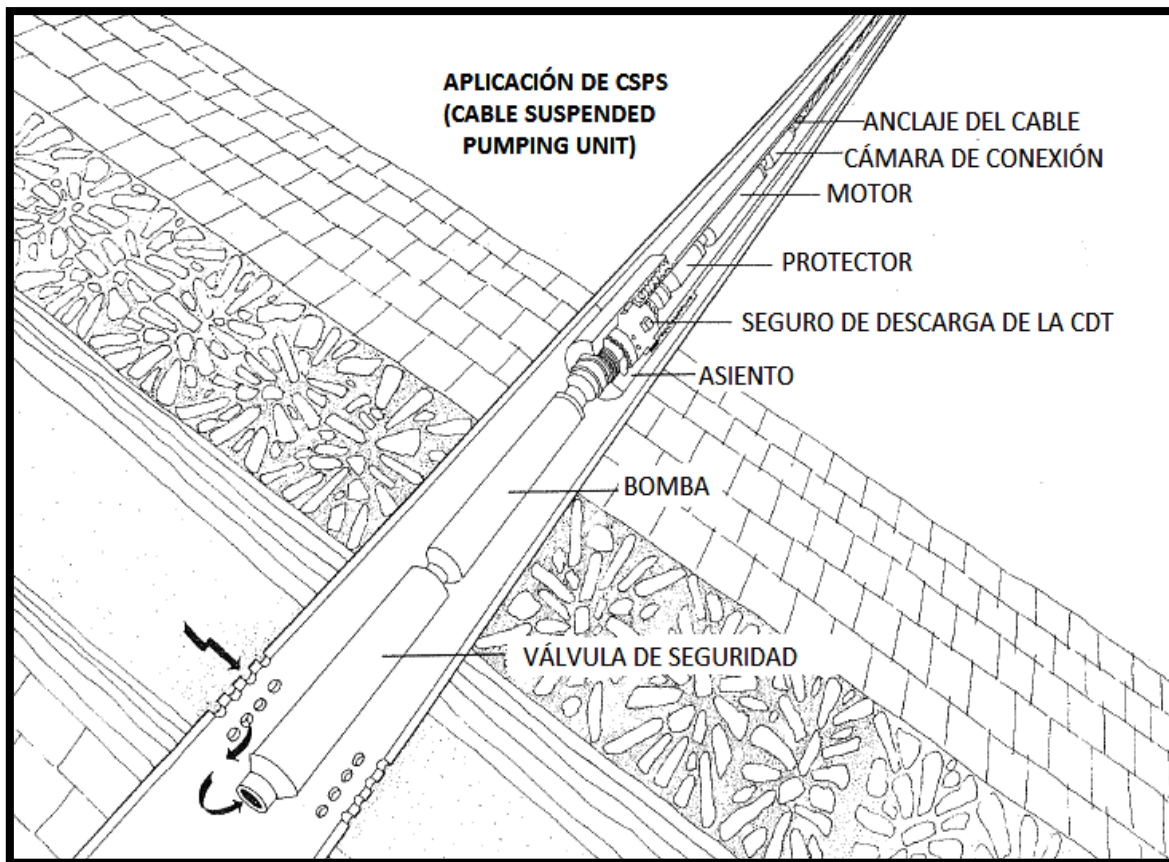 APLICACIÓN DE CSPS
(CABLE SUSPENDED
PUMPING UNIT)
ANCLAJE DEL CABLE
CÁMARA DE CONEXIÓN
MOTOR
PROTECTOR
SEGURO DE DESCARGA DE LA CDT
ASIENTO
BOMBA
VÁLVULA DE SEGURIDAD